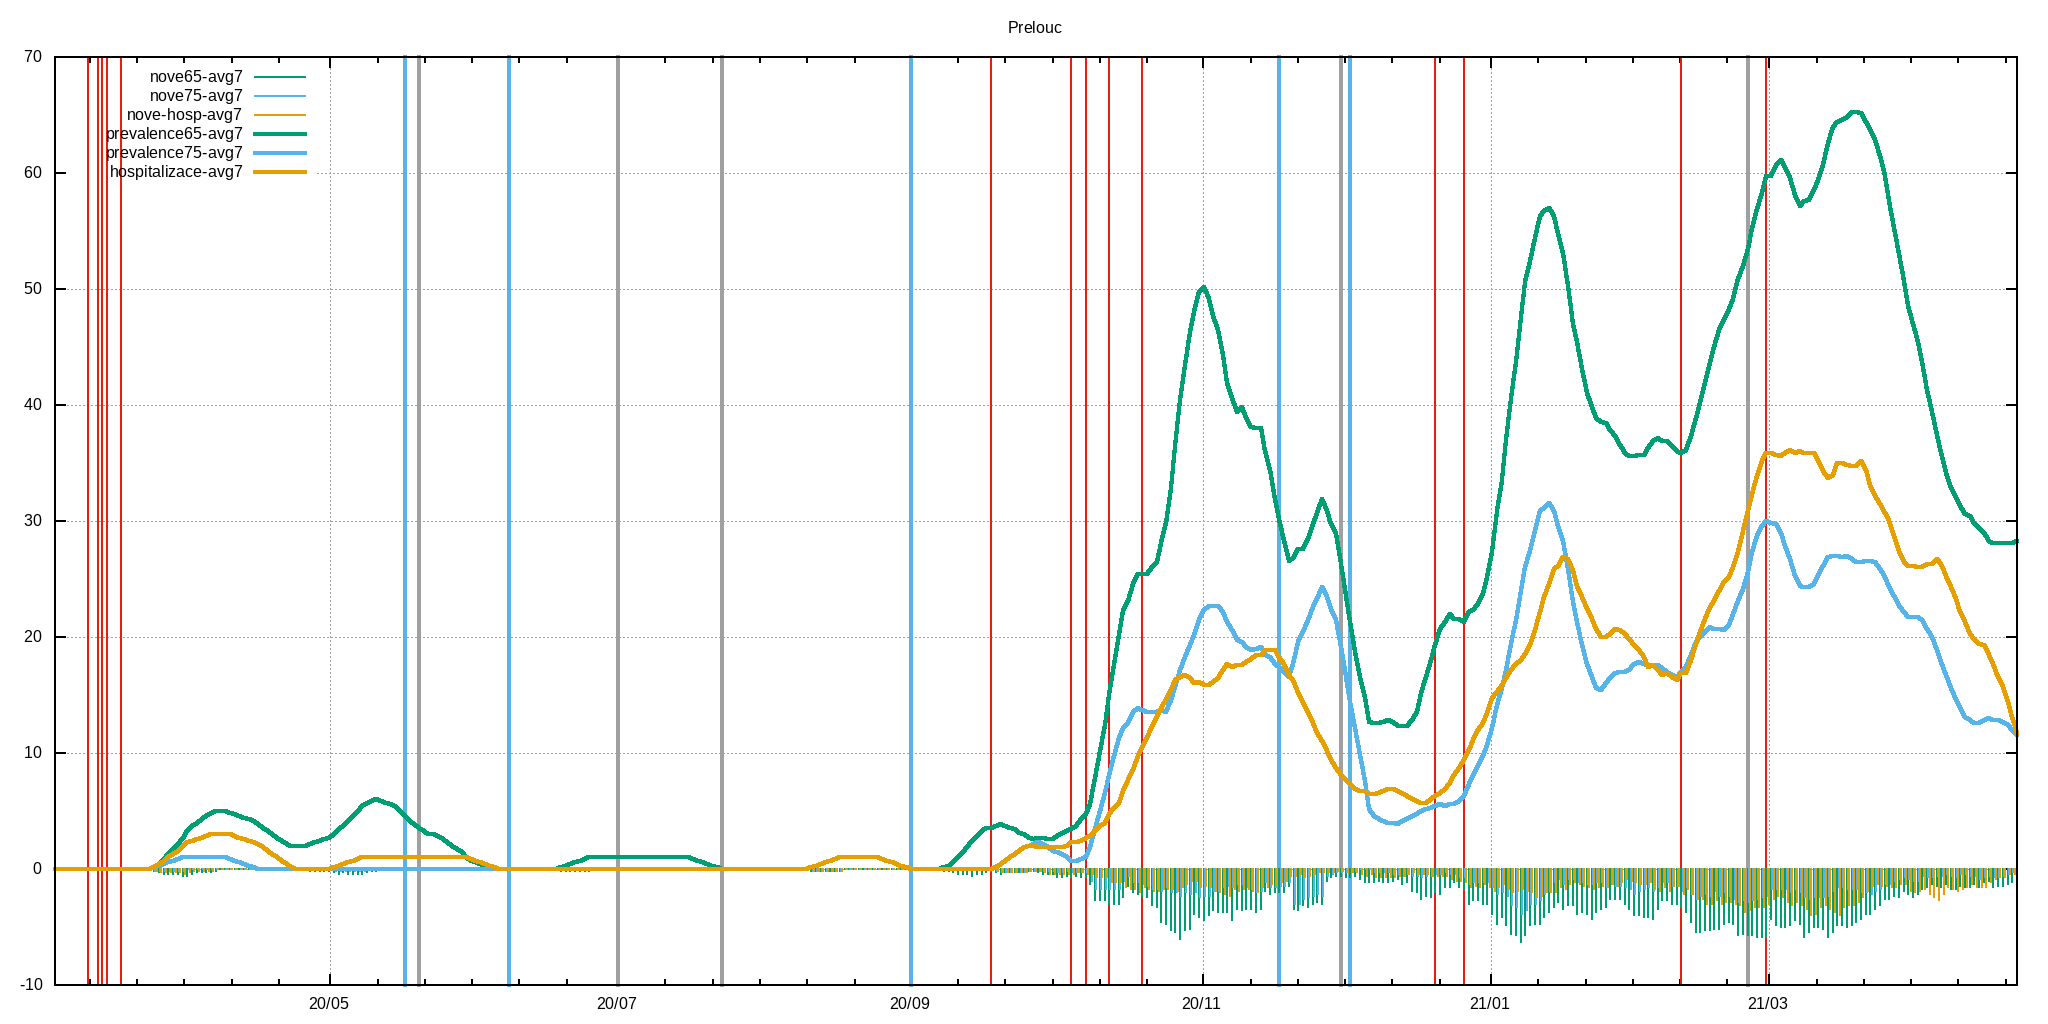 Prelouc
70
60
50
40
30
20
10
0
-10
nove65-avg7
nove75-avg7
nove-hosp-avg7
prevalence65-avg7
prevalence75-avg7
hospitalizace-avg7
20/05 20/07 20/09 20/11 21/01 21/03